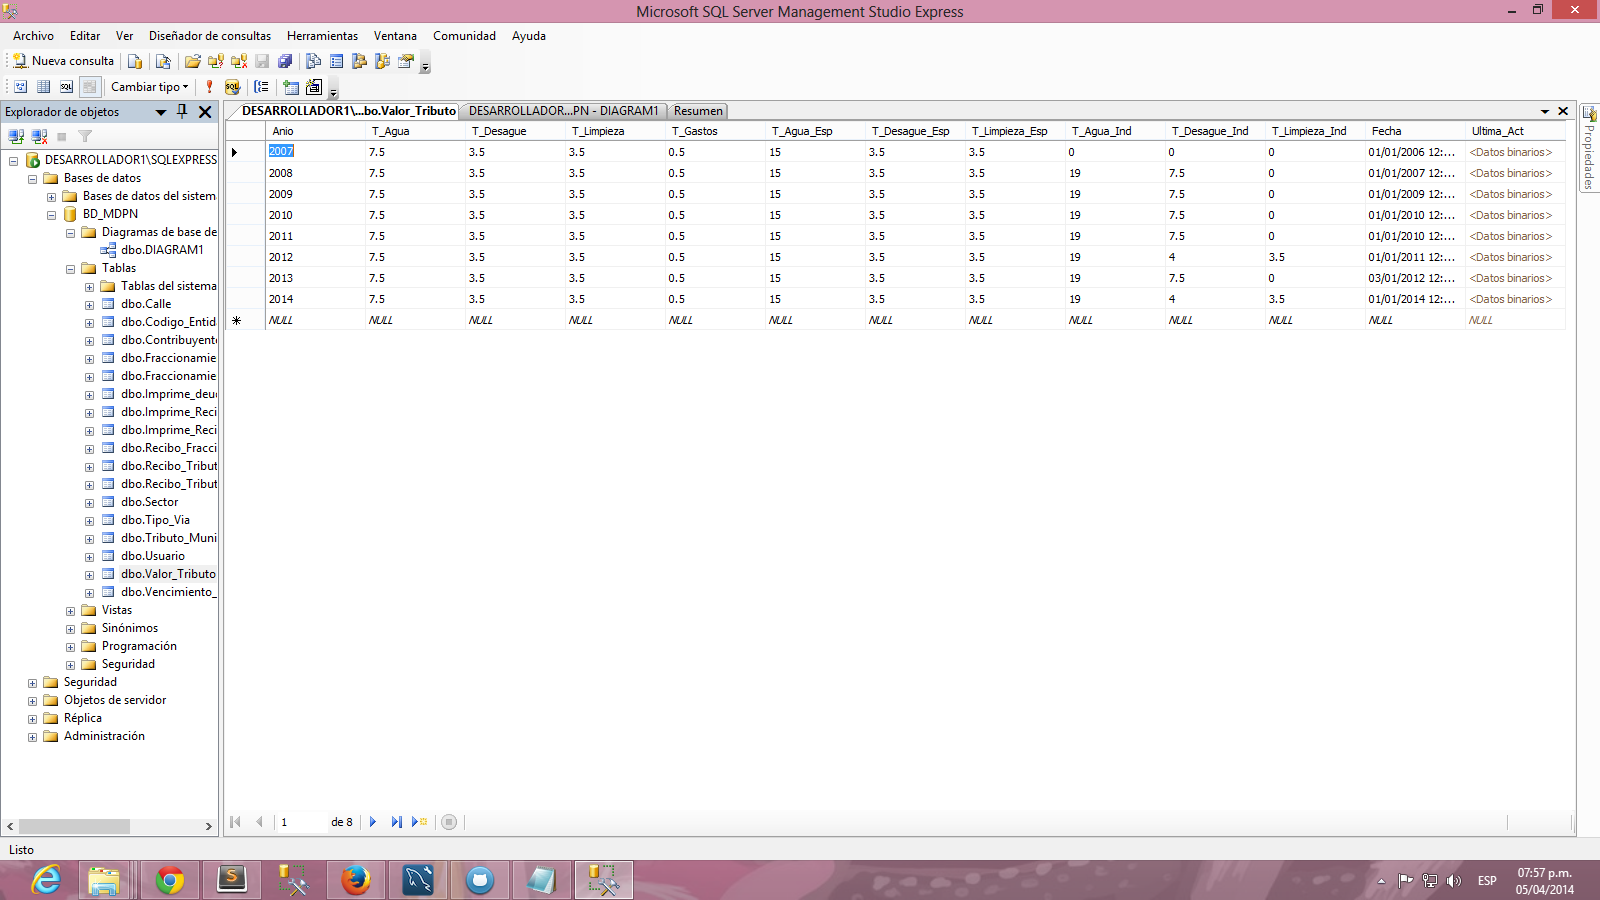 Microsoft SQL Server Management Studio Express
Archivo Editar Ver Diseñador de consultas Herramientas Ventana Comunidad Ayuda
Nueva consulta
SQL Cambiar tipo SQL
Explorador de objetos
DESARROLLADOR1\SQLEXPRESS
Bases de datos
Bases de datos del sistem
BD_MDPN
Diagramas de base de
dbo.DIAGRAM1
Tablas
Tablas del sistema
dbo.Calle
dbo.Codigo_Entid
dbo.Contribuyent
dbo.Fraccionamie
dbo.Fraccionamie
dbo.Imprime_deu
dbo.Imprime_Reci
dbo.Imprime_Reci
dbo.Recibo_Fracci
dbo.Recibo_Tribut
dbo.Recibo_Tribut
dbo.Sector
dbo.Tipo_Via
dbo.Tributo_Muni
dbo.Usuario
dbo.Valor_Tributo
dbo.Vencimiento_
Vistas
Sinónimos
Programación
Seguridad
Seguridad
Objetos de servidor
Réplica
Administración
DESARROLLADOR1\...bo.Valor_Tributo DESARROLLADOR...PN - DIAGRAM1 Resumen
Anio T_Agua T_Desague T_Limpieza T_Gastos T_Agua_Esp T_Desague_Esp T_Limpieza_Esp T_Agua_Ind T_Desague_Ind T_Limpieza_Ind Fecha Ultima_Act
2007 7.5 3.5 3.5 0.5 15 3.5 3.5 0 0 0 01/01/2006 12:... <Datos binarios>
2008 7.5 3.5 3.5 0.5 15 3.5 3.5 19 7.5 0 01/01/2007 12:... <Datos binarios>
2009 7.5 3.5 3.5 0.5 15 3.5 3.5 19 7.5 0 01/01/2009 12:... <Datos binarios>
2010 7.5 3.5 3.5 0.5 15 3.5 3.5 19 7.5 0 01/01/2010 12:... <Datos binarios>
2011 7.5 3.5 3.5 0.5 15 3.5 3.5 19 7.5 0 01/01/2010 12:... <Datos binarios>
2012 7.5 3.5 3.5 0.5 15 3.5 3.5 19 4 3.5 01/01/2011 12:... <Datos binarios>
2013 7.5 3.5 3.5 0.5 15 3.5 3.5 19 7.5 0 03/01/2012 12:... <Datos binarios>
2014 7.5 3.5 3.5 0.5 15 3.5 3.5 19 4 3.5 01/01/2014 12:... <Datos binarios>
NULL NULL NULL NULL NULL NULL NULL NULL NULL NULL NULL NULL NULL
1 de 8
Propiedades
Listo
ESP
07:57 p.m.
05/04/2014